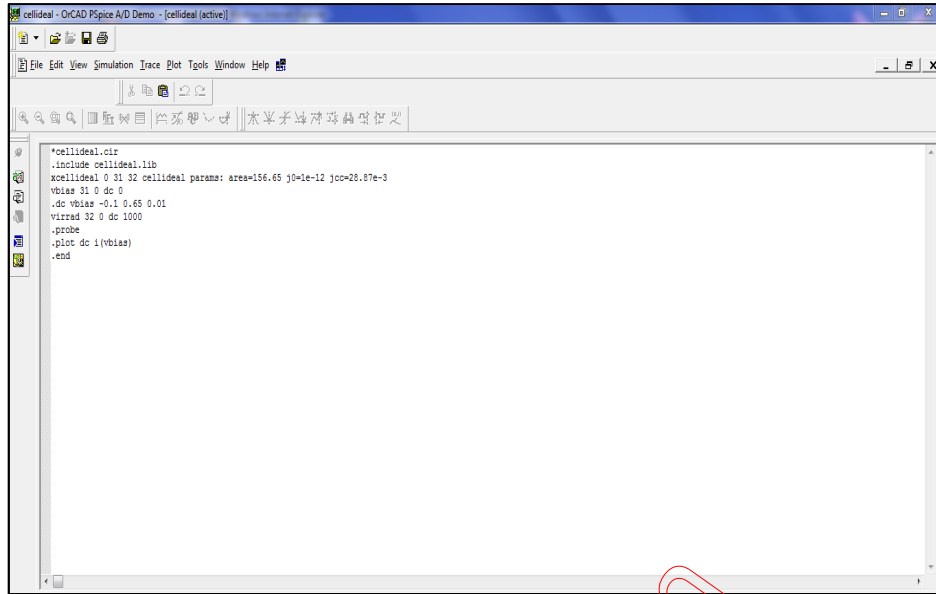 cellideal - OrCAD PSpice A/D Demo - [cellideal (active)]
File Edit View Simulation Trace Plot Tools Window Help
*cellideal.cir
.include cellideal.lib
xcellideal 0 31 32 cellideal params: area=156.65 j0=1e-12 jcc=28.87e-3
vbias 31 0 dc 0
.dc vbias -0.1 0.65 0.01
virrad 32 0 dc 1000
.probe
.plot dc i(vbias)
.end